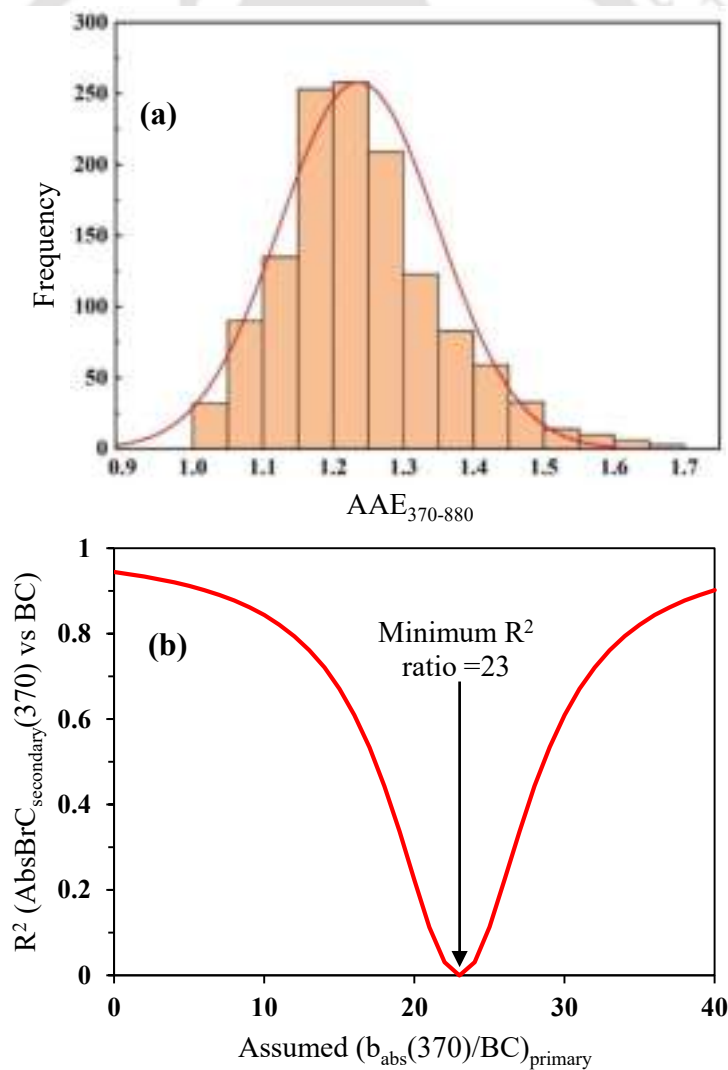 300
250
(a)
200
150
Frequency
100
50
0
0.9 1.0 1.1 1.2 1.3 1.4 1.5 1.6 1.7
AAE370-880
1
(b)
0.8
Minimum R2
ratio =23
0.6
R2 (AbsBrCsecondary(370) vs BC)
0.4
0.2
0
0 10 20 30 40
Assumed (babs(370)/BC)primary